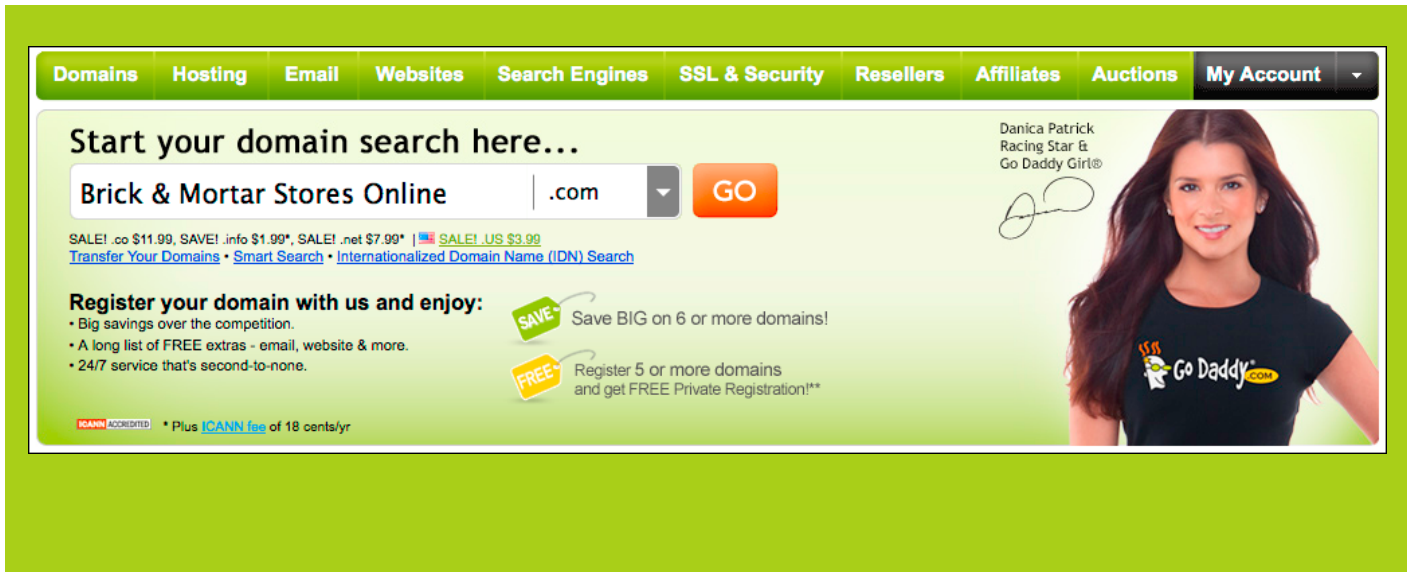 Domains Hosting Email Websites Search Engines SSL & Security Resellers Affiliates Auctions My Account
Start your domain search here...
Brick & Mortar Stores Online .com GO
SALE! .co $11.99, SAVE! .info $1.99*, SALE! .net $7.99* | SALE! .US $3.99
Transfer Your Domains • Smart Search • Internationalized Domain Name (IDN) Search
Register your domain with us and enjoy:
• Big savings over the competition.
• A long list of FREE extras - email, website & more.
• 24/7 service that's second-to-none.
SAVE Save BIG on 6 or more domains!
FREE Register 5 or more domains
and get FREE Private Registration!**
ICANN ACCREDITED * Plus ICANN fee of 18 cents/yr
Danica Patrick
Racing Star &
Go Daddy Girl®
Go Daddy.COM